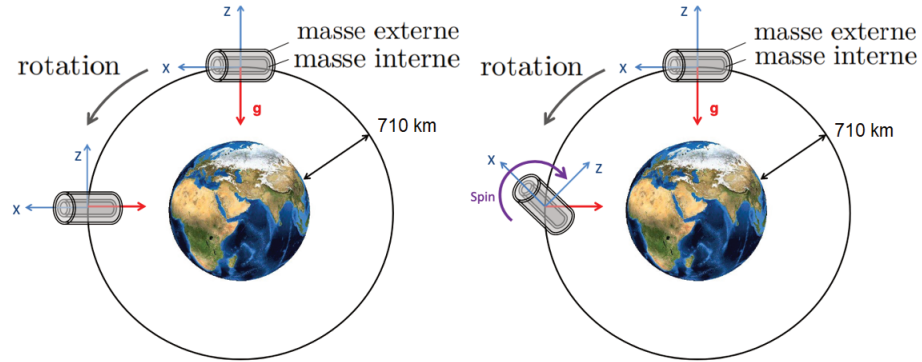 z
masse externe
masse interne
x
rotation
g
710 km
z
x
z
masse externe
masse interne
x
rotation
g
710 km
x
z
Spin